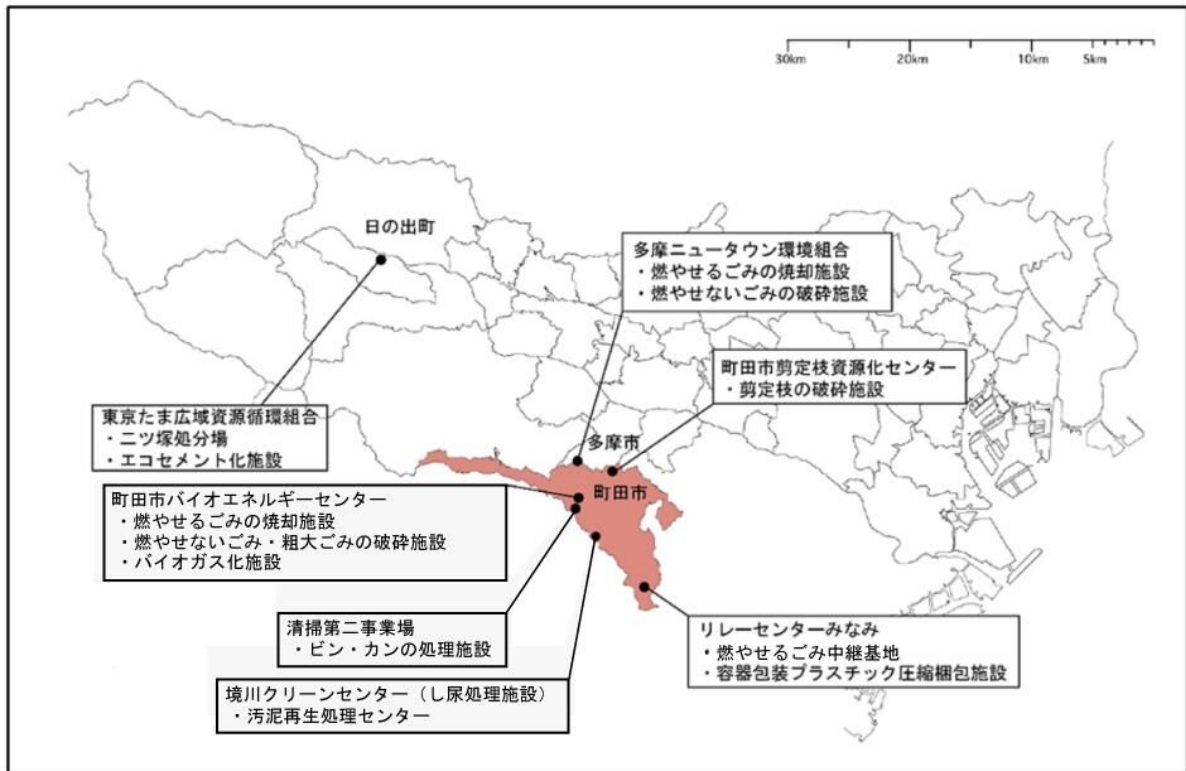 30km 20km 10km 5km
日の出町
多摩ニュータウン環境組合
・燃やせるごみの焼却施設
・燃やせないごみの破砕施設
町田市剪定枝資源化センター
・剪定枝の破砕施設
東京たま広域資源循環組合
・二ツ塚処分場
・エコセメント化施設
多摩市
町田市
町田市バイオエネルギーセンター
・燃やせるごみの焼却施設
・燃やせないごみ・粗大ごみの破砕施設
・バイオガス化施設
清掃第二事業場
・ビン・カンの処理施設
リレーセンターみなみ
・燃やせるごみ中継基地
・容器包装プラスチック圧縮梱包施設
境川クリーンセンター（し尿処理施設）
・汚泥再生処理センター